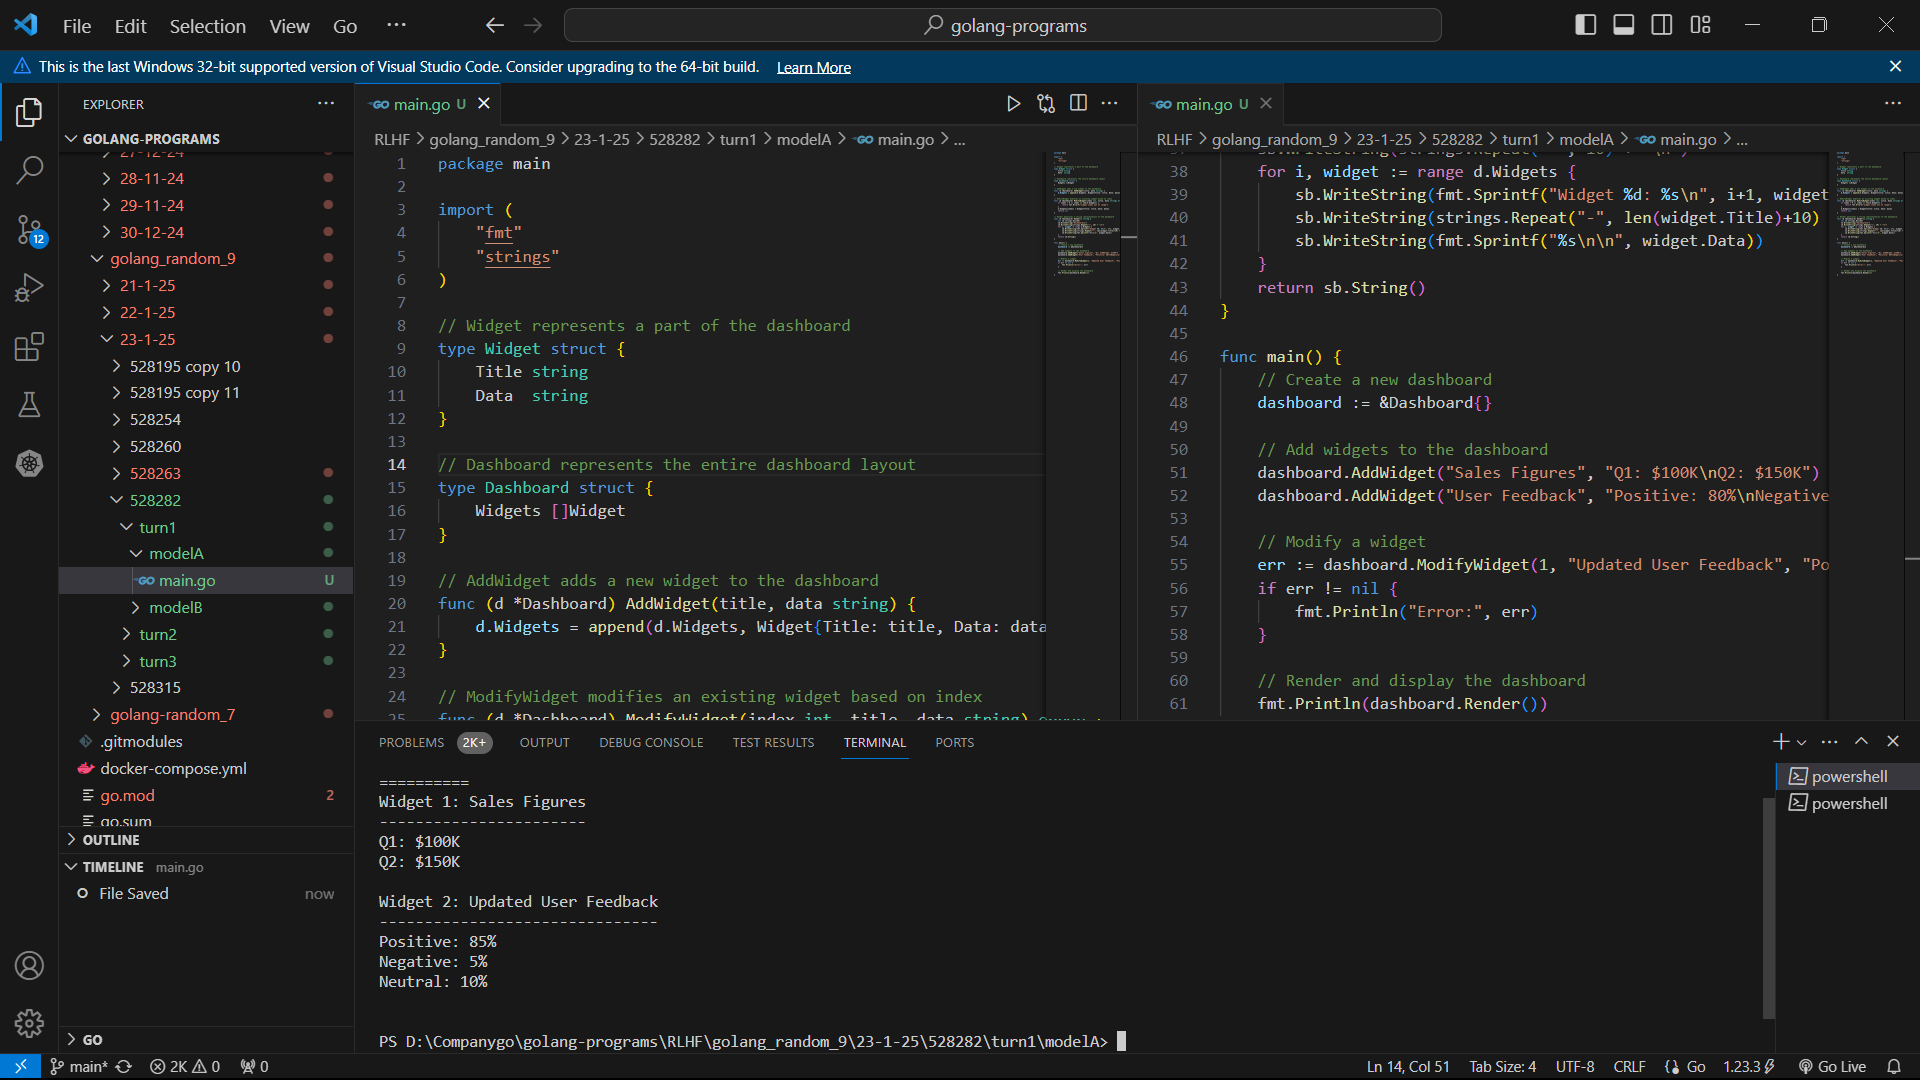 File Edit Selection View Go ··· golang-programs
This is the last Windows 32-bit supported version of Visual Studio Code. Consider upgrading to the 64-bit build. Learn More
EXPLORER
GOLANG-PROGRAMS
27-12-24
28-11-24
29-11-24
30-12-24
golang_random_9
21-1-25
22-1-25
23-1-25
528195 copy 10
528195 copy 11
528254
528260
528263
528282
turn1
modelA
main.go U
modelB
turn2
turn3
528315
golang-random_7
.gitmodules
docker-compose.yml
go.mod 2
go.sum
OUTLINE
TIMELINE main.go
File Saved now
GO
main.go U
RLHF > golang_random_9 > 23-1-25 > 528282 > turn1 > modelA > main.go > ...
1 package main
2
3 import (
4 "fmt"
5 "strings"
6 )
7
8 // Widget represents a part of the dashboard
9 type Widget struct {
10 Title string
11 Data string
12 }
13
14 // Dashboard represents the entire dashboard layout
15 type Dashboard struct {
16 Widgets []Widget
17 }
18
19 // AddWidget adds a new widget to the dashboard
20 func (d *Dashboard) AddWidget(title, data string) {
21 d.Widgets = append(d.Widgets, Widget{Title: title, Data: data
22 }
23
24 // ModifyWidget modifies an existing widget based on index
25 func (d *Dashboard) ModifyWidget(index int, title, data string)
main.go U
RLHF > golang_random_9 > 23-1-25 > 528282 > turn1 > modelA > main.go > ...
38 for i, widget := range d.Widgets {
39 sb.WriteString(fmt.Sprintf("Widget %d: %s\n", i+1, widget
40 sb.WriteString(strings.Repeat("-", len(widget.Title)+10)
41 sb.WriteString(fmt.Sprintf("%s\n\n", widget.Data))
42 }
43 return sb.String()
44 }
45
46 func main() {
47 // Create a new dashboard
48 dashboard := &Dashboard{}
49
50 // Add widgets to the dashboard
51 dashboard.AddWidget("Sales Figures", "Q1: $100K\nQ2: $150K")
52 dashboard.AddWidget("User Feedback", "Positive: 80%\nNegative
53
54 // Modify a widget
55 err := dashboard.ModifyWidget(1, "Updated User Feedback", "Po
56 if err != nil {
57 fmt.Println("Error:", err)
58 }
59
60 // Render and display the dashboard
61 fmt.Println(dashboard.Render())
PROBLEMS 2K+ OUTPUT DEBUG CONSOLE TEST RESULTS TERMINAL PORTS
==========
Widget 1: Sales Figures
-----------------------
Q1: $100K
Q2: $150K
Widget 2: Updated User Feedback
-------------------------------
Positive: 85%
Negative: 5%
Neutral: 10%
PS D:\Companygo\golang-programs\RLHF\golang_random_9\23-1-25\528282\turn1\modelA>
powershell
powershell
12
main* 2K 0 0 Ln 14, Col 51 Tab Size: 4 UTF-8 CRLF {} Go 1.23.3 Go Live